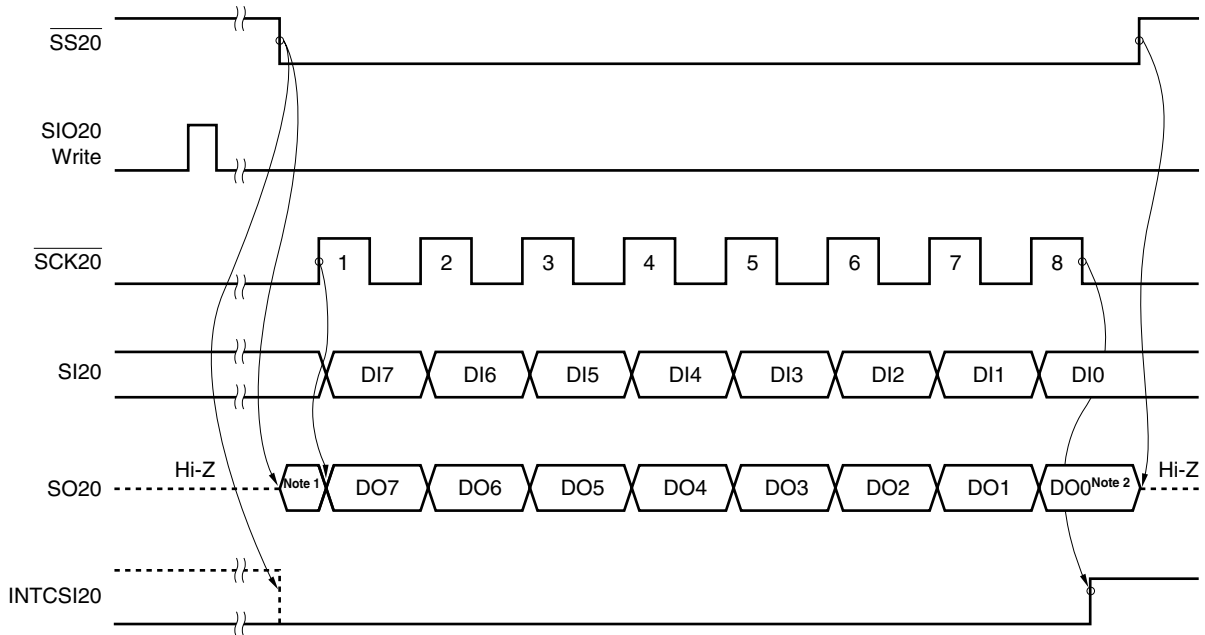 SS20
SIO20
Write
SCK20
1 2 3 4 5 6 7 8
SI20
DI7 DI6 DI5 DI4 DI3 DI2 DI1 DI0
SO20
Hi-Z
Note 1 DO7 DO6 DO5 DO4 DO3 DO2 DO1 DO0 Note 2
Hi-Z
INTCSI20